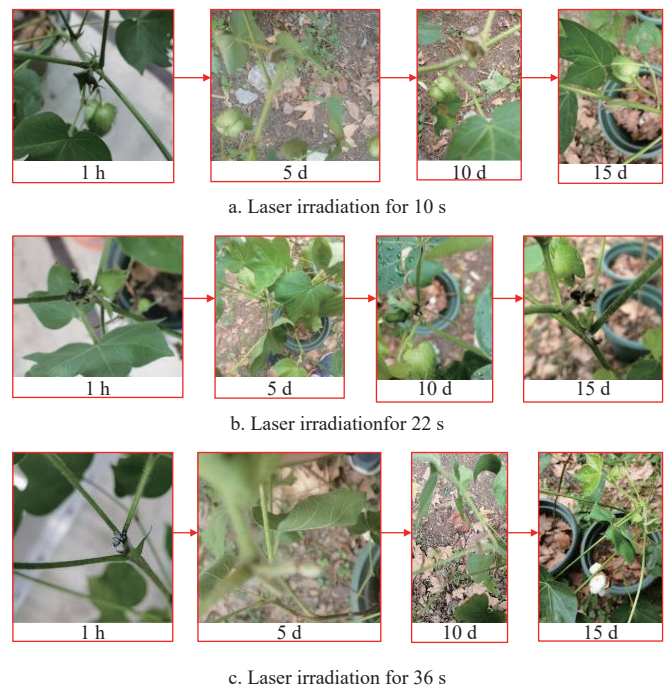 1 h 5 d 10 d 15 d
a. Laser irradiation for 10 s
1 h 5 d 10 d 15 d
b. Laser irradiationfor 22 s
1 h 5 d 10 d 15 d
c. Laser irradiation for 36 s